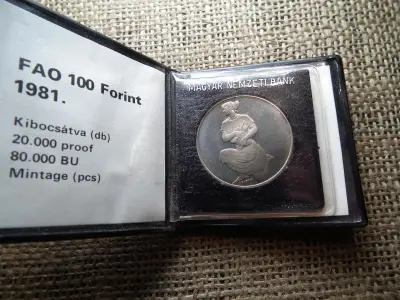 FAO 100 Forint
1981.
Kibocsátva (db)
20.000 proof
80.000 BU
Mintage (pcs)
MAGYAR NEMZETI BANK